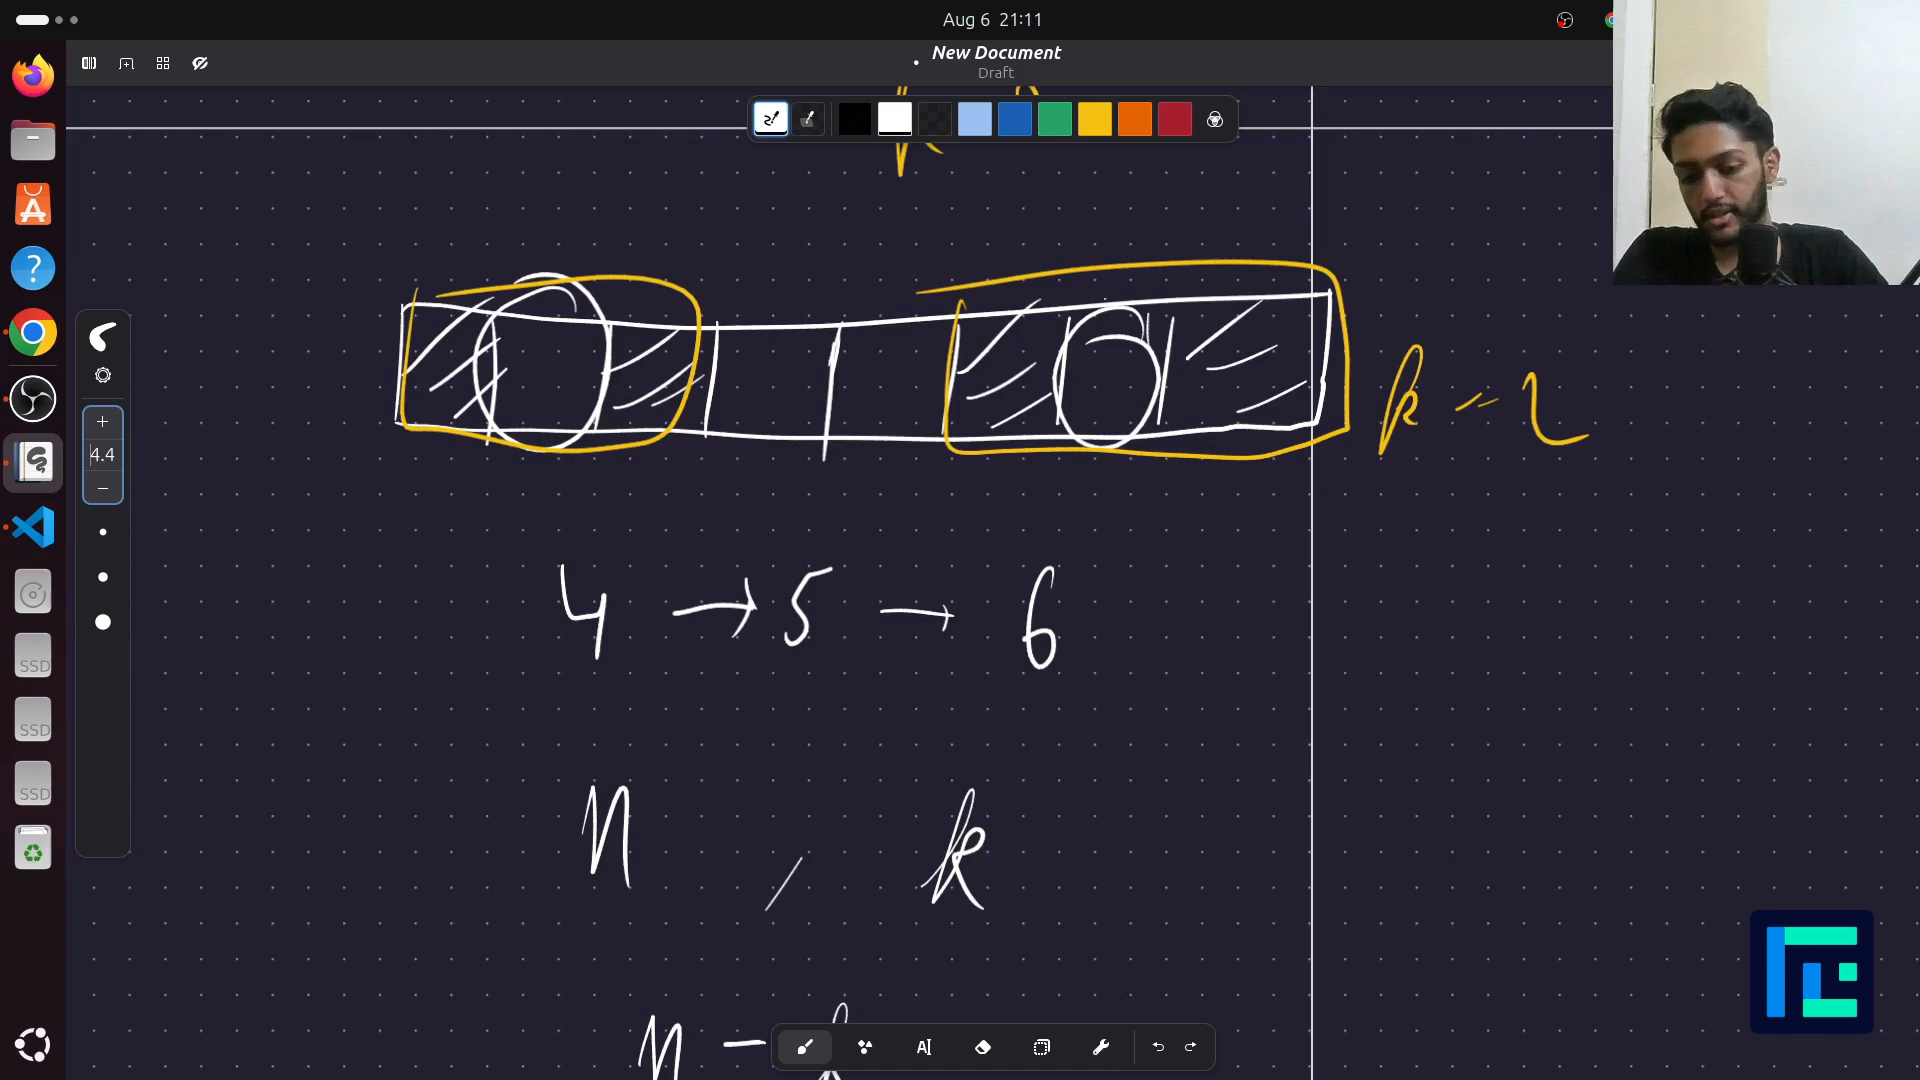 Aug 6 21:11
New Document
Draft
k - 2
4.4
4 → 5 → 6
n , k
SSD
SSD
SSD
n -